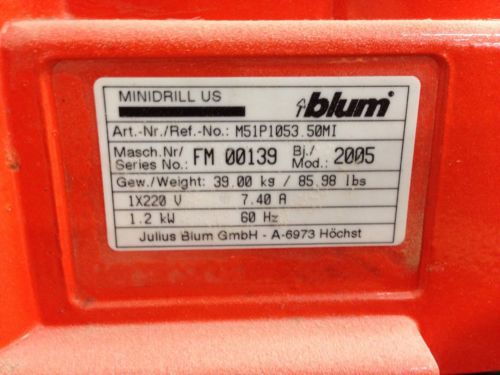 MINIDRILL US
blum
Art.-Nr./Ref.-No.: M51P1053.50MI
Masch.Nr/ Series No.: FM 00139 Bj./ Mod.: 2005
Gew./Weight: 39.00 kg / 85.98 lbs
1X220 V 7.40 A
1.2 kW 60 Hz
Julius Blum GmbH - A-6973 Höchst